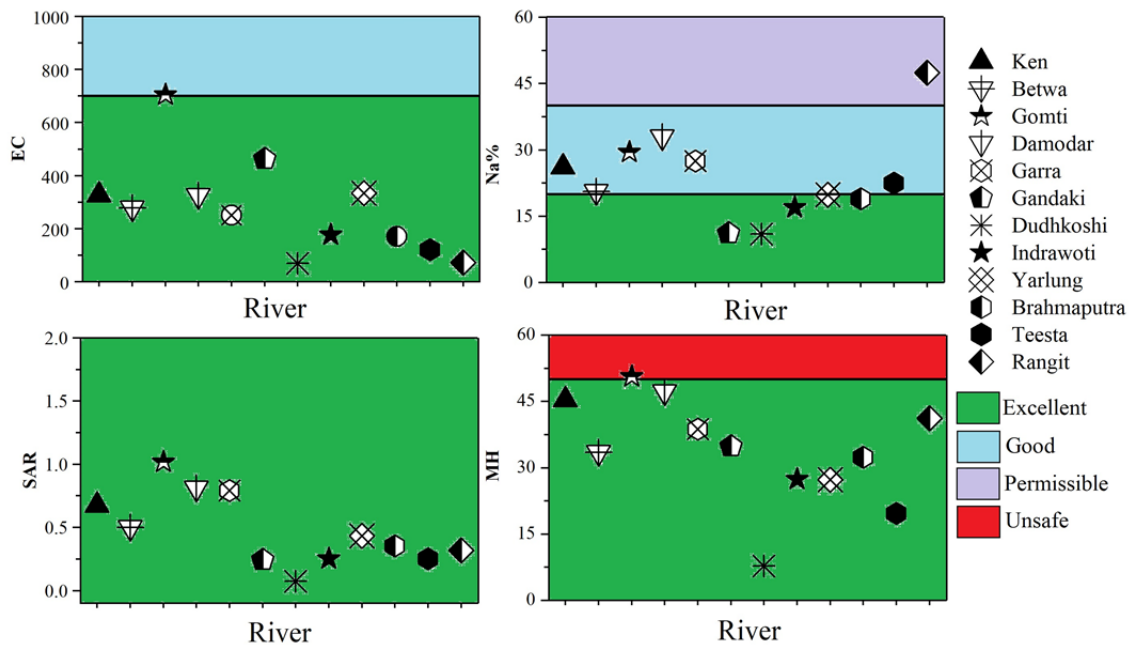 1000
800
600
400
200
0
EC
River
60
45
30
15
0
Na%
River
2.0
1.5
1.0
0.5
0.0
SAR
River
60
45
30
15
0
MH
River
Ken
Betwa
Gomti
Damodar
Garra
Gandaki
Dudhkoshi
Indrawoti
Yarlung
Brahmaputra
Teesta
Rangit
Excellent
Good
Permissible
Unsafe